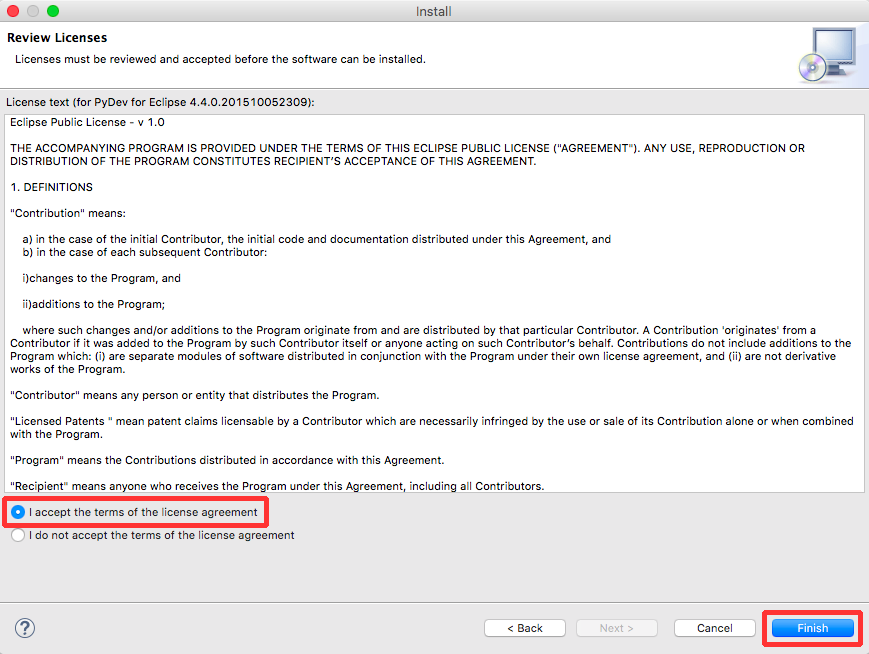 Install
Review Licenses
Licenses must be reviewed and accepted before the software can be installed.
License text (for PyDev for Eclipse 4.4.0.201510052309):
Eclipse Public License - v 1.0
THE ACCOMPANYING PROGRAM IS PROVIDED UNDER THE TERMS OF THIS ECLIPSE PUBLIC LICENSE ("AGREEMENT"). ANY USE, REPRODUCTION OR
DISTRIBUTION OF THE PROGRAM CONSTITUTES RECIPIENT'S ACCEPTANCE OF THIS AGREEMENT.
1. DEFINITIONS
"Contribution" means:
a) in the case of the initial Contributor, the initial code and documentation distributed under this Agreement, and
b) in the case of each subsequent Contributor:
i)changes to the Program, and
ii)additions to the Program;
where such changes and/or additions to the Program originate from and are distributed by that particular Contributor. A Contribution 'originates' from a
Contributor if it was added to the Program by such Contributor itself or anyone acting on such Contributor's behalf. Contributions do not include additions to the
Program which: (i) are separate modules of software distributed in conjunction with the Program under their own license agreement, and (ii) are not derivative
works of the Program.
"Contributor" means any person or entity that distributes the Program.
"Licensed Patents " mean patent claims licensable by a Contributor which are necessarily infringed by the use or sale of its Contribution alone or when combined
with the Program.
"Program" means the Contributions distributed in accordance with this Agreement.
"Recipient" means anyone who receives the Program under this Agreement, including all Contributors.
I accept the terms of the license agreement
I do not accept the terms of the license agreement
? < Back Next > Cancel Finish